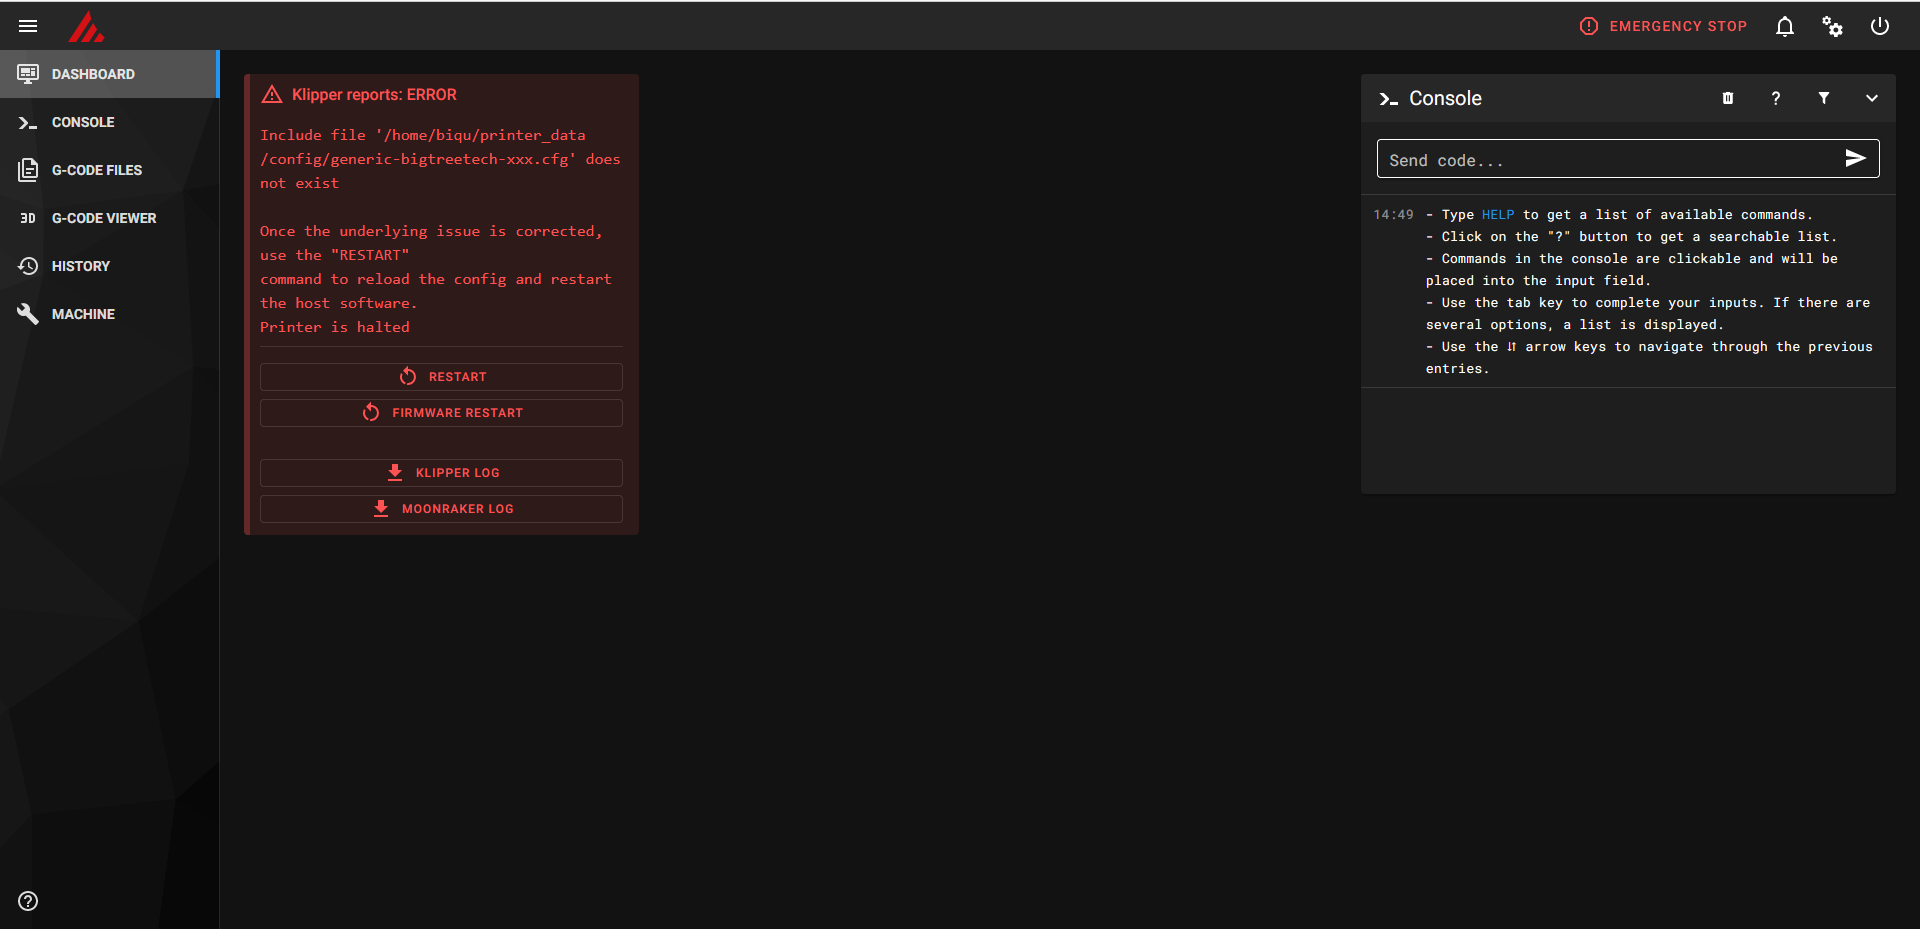 EMERGENCY STOP
DASHBOARD
CONSOLE
G-CODE FILES
3D G-CODE VIEWER
HISTORY
MACHINE
Klipper reports: ERROR
Include file '/home/biqu/printer_data
/config/generic-bigtreetech-xxx.cfg' does
not exist
Once the underlying issue is corrected,
use the "RESTART"
command to reload the config and restart
the host software.
Printer is halted
RESTART
FIRMWARE RESTART
KLIPPER LOG
MOONRAKER LOG
Console
Send code...
14:49 - Type HELP to get a list of available commands.
- Click on the "?" button to get a searchable list.
- Commands in the console are clickable and will be
placed into the input field.
- Use the tab key to complete your inputs. If there are
several options, a list is displayed.
- Use the ⇵ arrow keys to navigate through the previous
entries.